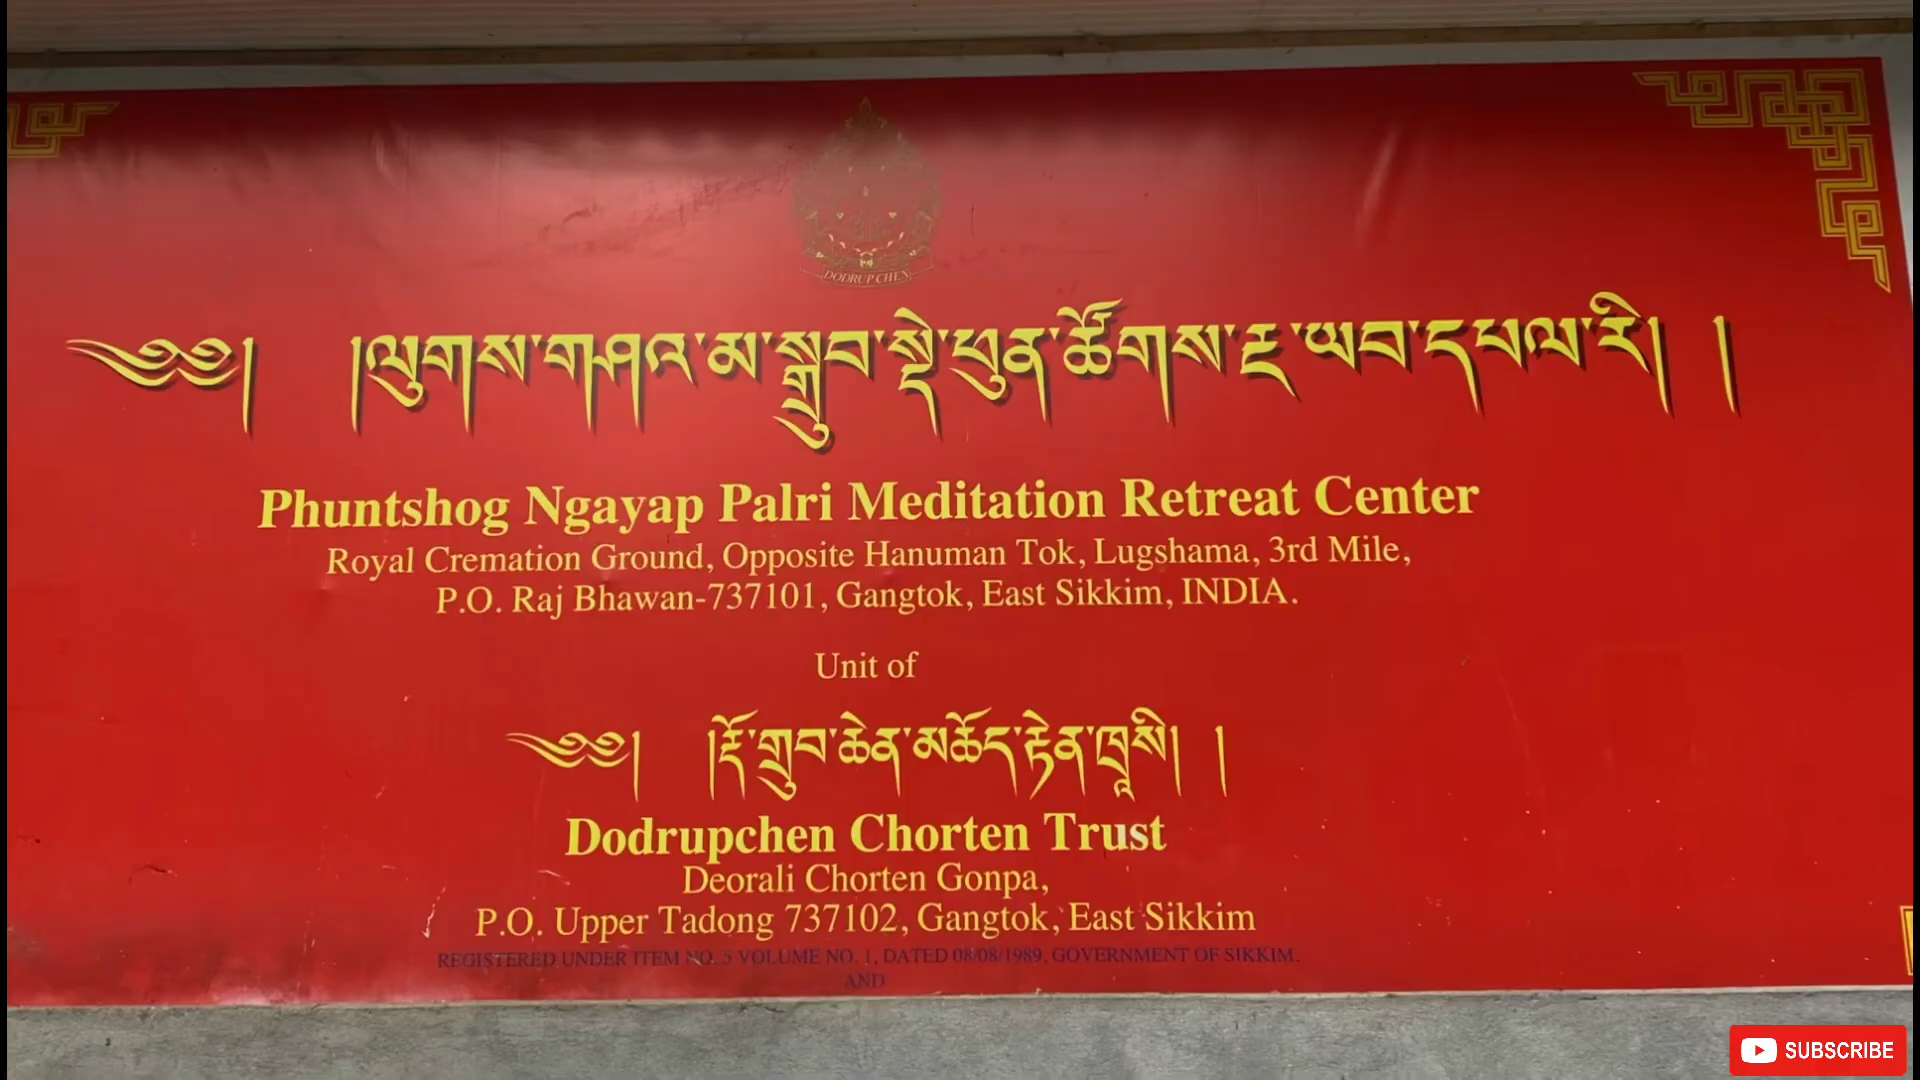 DODRUP CHEN
༄༅། །ལུགས་གཤའ་མ་སྒྲུབ་སྡེ་ཕུན་ཚོགས་རྔ་ཡབ་དཔལ་རི། །
Phuntshog Ngayap Palri Meditation Retreat Center
Royal Cremation Ground, Opposite Hanuman Tok, Lugshama, 3rd Mile,
P.O. Raj Bhawan-737101, Gangtok, East Sikkim, INDIA.
Unit of
༄༅། །རྡོ་གྲུབ་ཆེན་མཆོད་རྟེན་ཁྲཱསི། །
Dodrupchen Chorten Trust
Deorali Chorten Gonpa,
P.O. Upper Tadong 737102, Gangtok, East Sikkim
REGISTERED UNDER ITEM NO. 5 VOLUME NO. 1, DATED 08/08/1989, GOVERNMENT OF SIKKIM.
AND
SUBSCRIBE